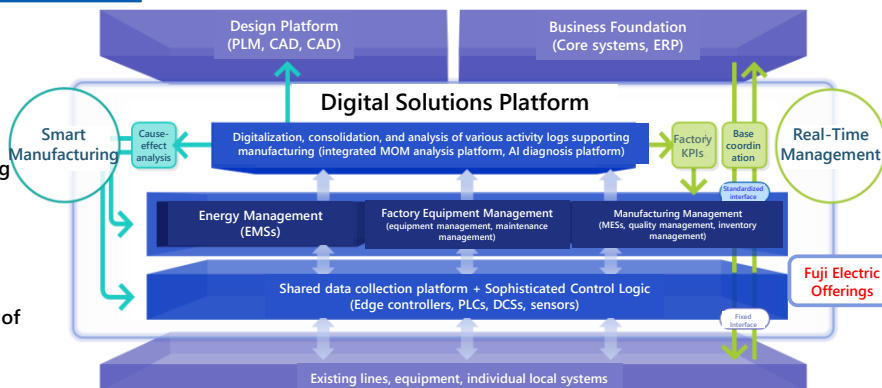 Design Platform
(PLM, CAD, CAD)
Business Foundation
(Core systems, ERP)
Digital Solutions Platform
Smart
Manufacturing
Cause-
effect
analysis
Digitalization, consolidation, and analysis of various activity logs supporting
manufacturing (integrated MOM analysis platform, AI diagnosis platform)
Factory
KPIs
Base
coordin
ation
Real-Time
Management
g
Standardized
interface
Energy Management
(EMSs)
Factory Equipment Management
(equipment management, maintenance
management)
Manufacturing Management
(MESs, quality management, inventory
management)
Shared data collection platform + Sophisticated Control Logic
(Edge controllers, PLCs, DCSs, sensors)
Fuji Electric
Offerings
of
Fixed
Interface
Existing lines, equipment, individual local systems